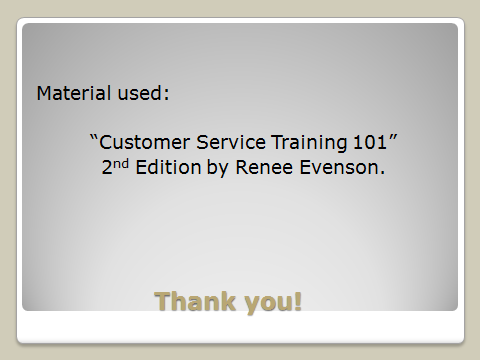 Material used:
“Customer Service Training 101”
2nd Edition by Renee Evenson.
Thank you!